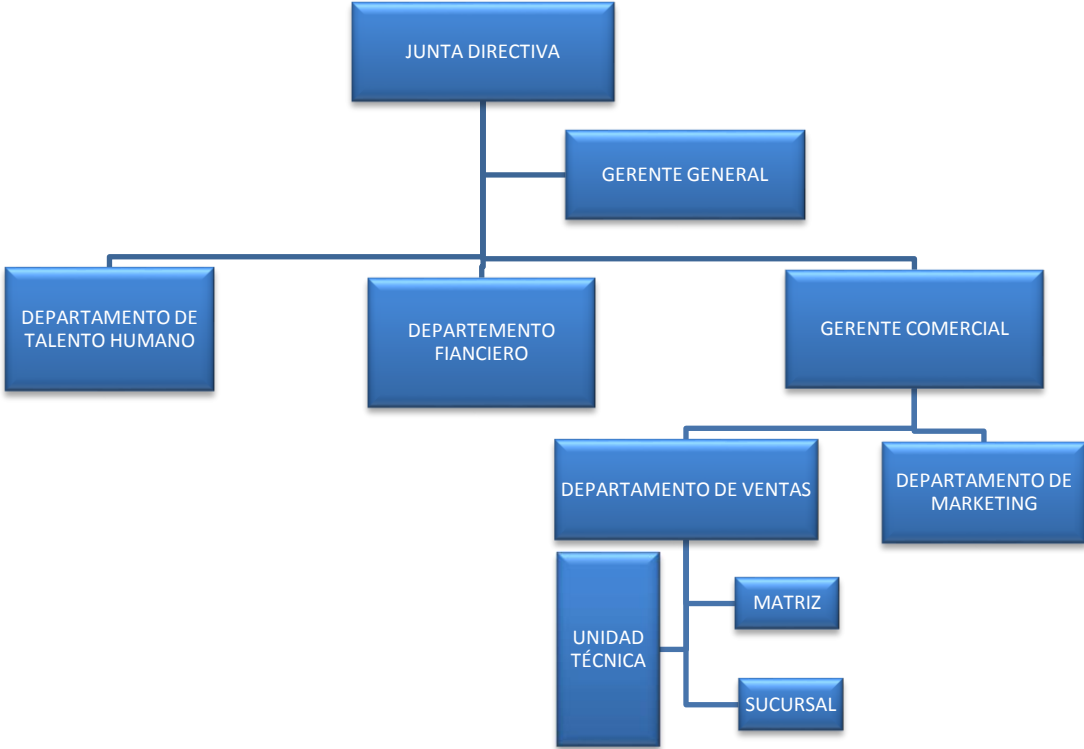 JUNTA DIRECTIVA
GERENTE GENERAL
DEPARTAMENTO DE
TALENTO HUMANO
DEPARTEMENTO
FIANCIERO
GERENTE COMERCIAL
DEPARTAMENTO DE VENTAS
DEPARTAMENTO DE
MARKETING
UNIDAD
TÉCNICA
MATRIZ
SUCURSAL